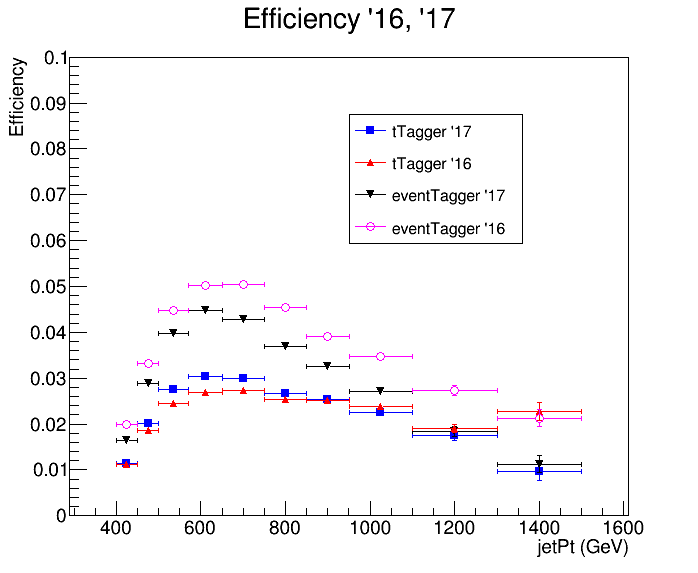 Efficiency '16, '17
Efficiency
0.1
0.09
0.08
0.07
0.06
0.05
0.04
0.03
0.02
0.01
0
tTagger '17
tTagger '16
eventTagger '17
eventTagger '16
400 600 800 1000 1200 1400 1600
jetPt (GeV)